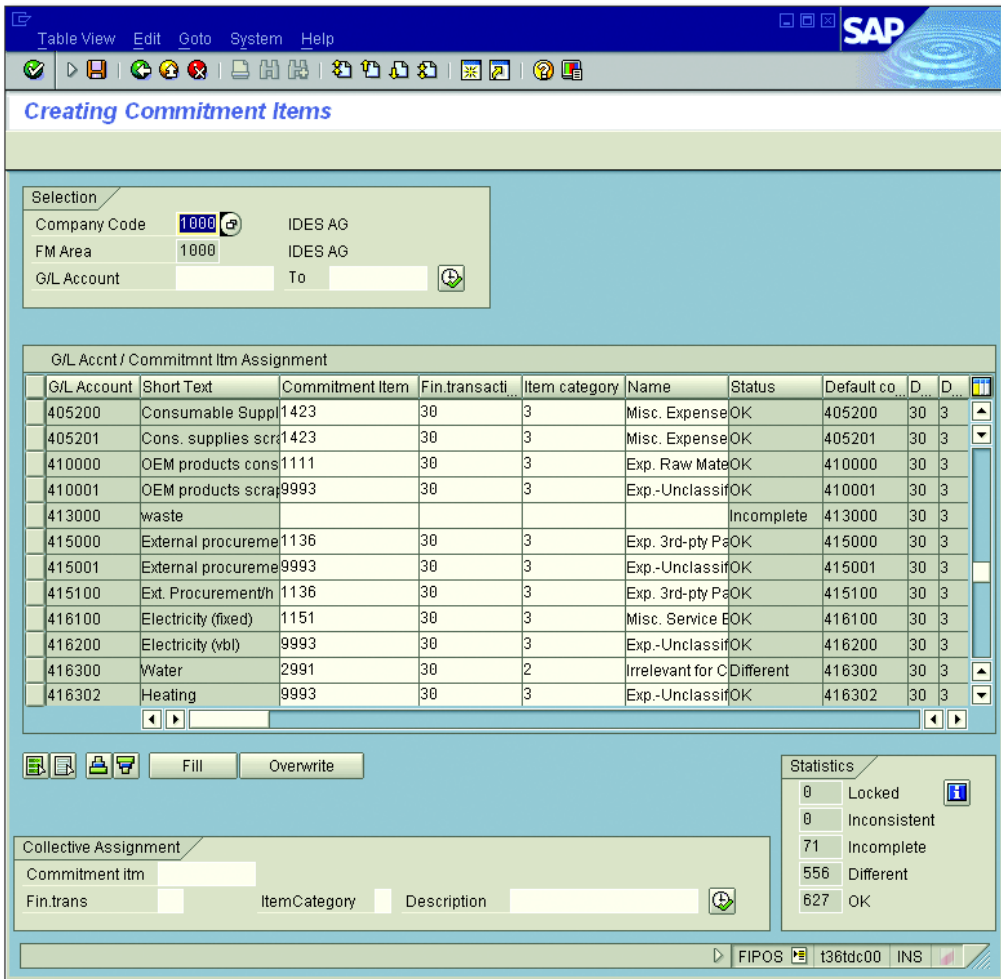 Table View Edit Goto System Help
SAP
Creating Commitment Items
Selection
Company Code 1000 IDES AG
FM Area 1000 IDES AG
G/L Account To
G/L Accnt / Commitmnt Itm Assignment
G/L Account Short Text Commitment Item Fin.transacti... Item category Name Status Default co... D... D...
405200 Consumable Suppl 1423 30 3 Misc. Expense OK 405200 30 3
405201 Cons. supplies scra 1423 30 3 Misc. Expense OK 405201 30 3
410000 OEM products cons 1111 30 3 Exp. Raw Mate OK 410000 30 3
410001 OEM products scrap 9993 30 3 Exp.-Unclassif OK 410001 30 3
413000 waste Incomplete 413000 30 3
415000 External procureme 1136 30 3 Exp. 3rd-pty Pa OK 415000 30 3
415001 External procureme 9993 30 3 Exp.-Unclassif OK 415001 30 3
415100 Ext. Procurement/h 1136 30 3 Exp. 3rd-pty Pa OK 415100 30 3
416100 Electricity (fixed) 1151 30 3 Misc. Service E OK 416100 30 3
416200 Electricity (vbl) 9993 30 3 Exp.-Unclassif OK 416200 30 3
416300 Water 2991 30 2 Irrelevant for C Different 416300 30 3
416302 Heating 9993 30 3 Exp.-Unclassif OK 416302 30 3
Fill Overwrite
Statistics
0 Locked
0 Inconsistent
71 Incomplete
556 Different
627 OK
Collective Assignment
Commitment itm
Fin.trans ItemCategory Description
FIPOS t36tdc00 INS